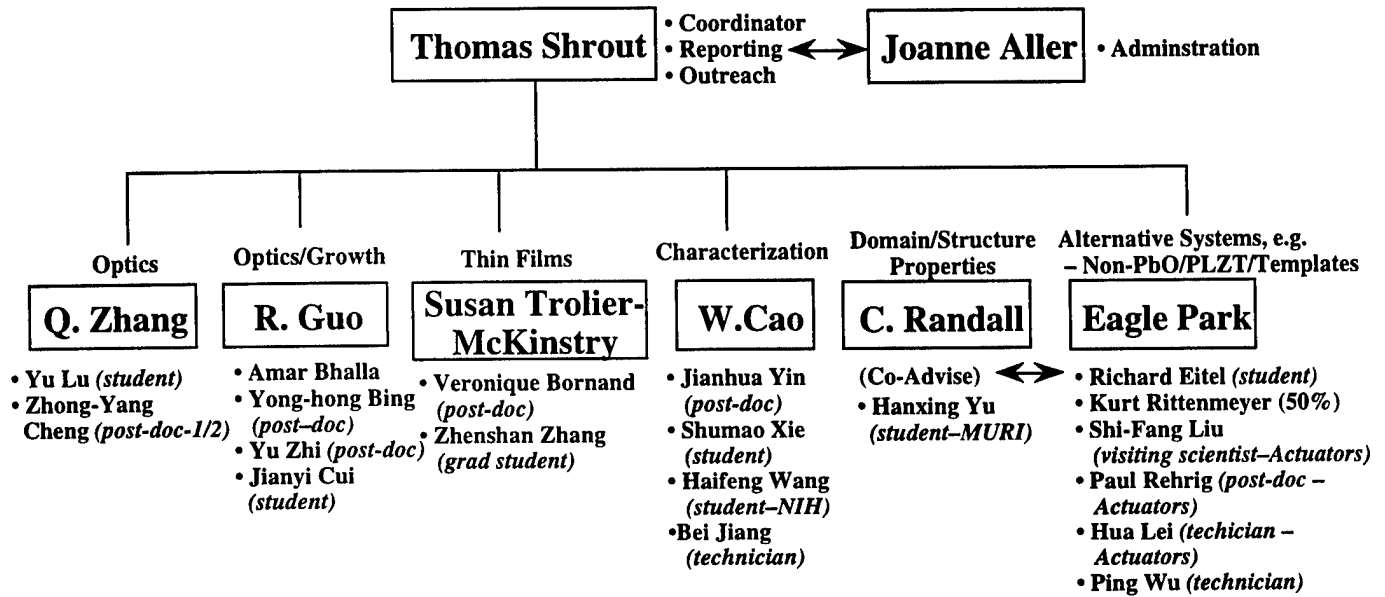 Thomas Shrout
• Coordinator
• Reporting
• Outreach
Joanne Aller
• Adminstration
Optics
Q. Zhang
• Yu Lu (student)
• Zhong-Yang
Cheng (post-doc-1/2)
Optics/Growth
R. Guo
• Amar Bhalla
• Yong-hong Bing
(post–doc)
• Yu Zhi (post-doc)
• Jianyi Cui
(student)
Thin Films
Susan Trolier-
McKinstry
• Veronique Bornand
(post-doc)
• Zhenshan Zhang
(grad student)
Characterization
W.Cao
• Jianhua Yin
(post-doc)
• Shumao Xie
(student)
• Haifeng Wang
(student–NIH)
•Bei Jiang
(technician)
Domain/Structure
Properties
C. Randall
(Co-Advise)
• Hanxing Yu
(student–MURI)
Alternative Systems, e.g.
– Non-PbO/PLZT/Templates
Eagle Park
• Richard Eitel (student)
• Kurt Rittenmeyer (50%)
• Shi-Fang Liu
(visiting scientist–Actuators)
• Paul Rehrig (post-doc –
Actuators)
• Hua Lei (techician –
Actuators)
• Ping Wu (technician)